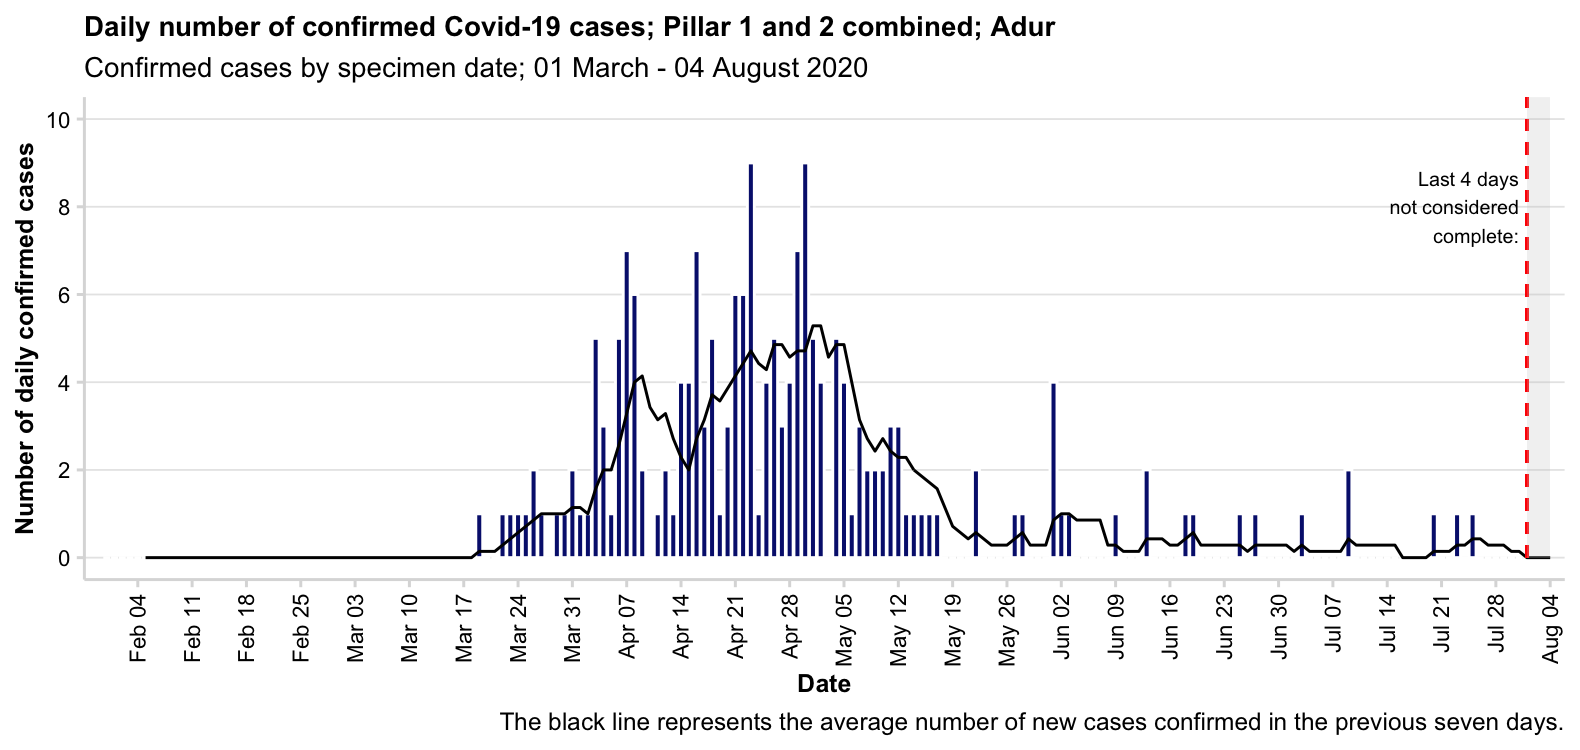 Daily number of confirmed Covid-19 cases; Pillar 1 and 2 combined; Adur
Confirmed cases by specimen date; 01 March - 04 August 2020
Number of daily confirmed cases
10
8
6
4
2
0
Last 4 days
not considered
complete:
Feb 04
Feb 11
Feb 18
Feb 25
Mar 03
Mar 10
Mar 17
Mar 24
Mar 31
Apr 07
Apr 14
Apr 21
Apr 28
May 05
May 12
May 19
May 26
Jun 02
Jun 09
Jun 16
Jun 23
Jun 30
Jul 07
Jul 14
Jul 21
Jul 28
Aug 04
Date
The black line represents the average number of new cases confirmed in the previous seven days.